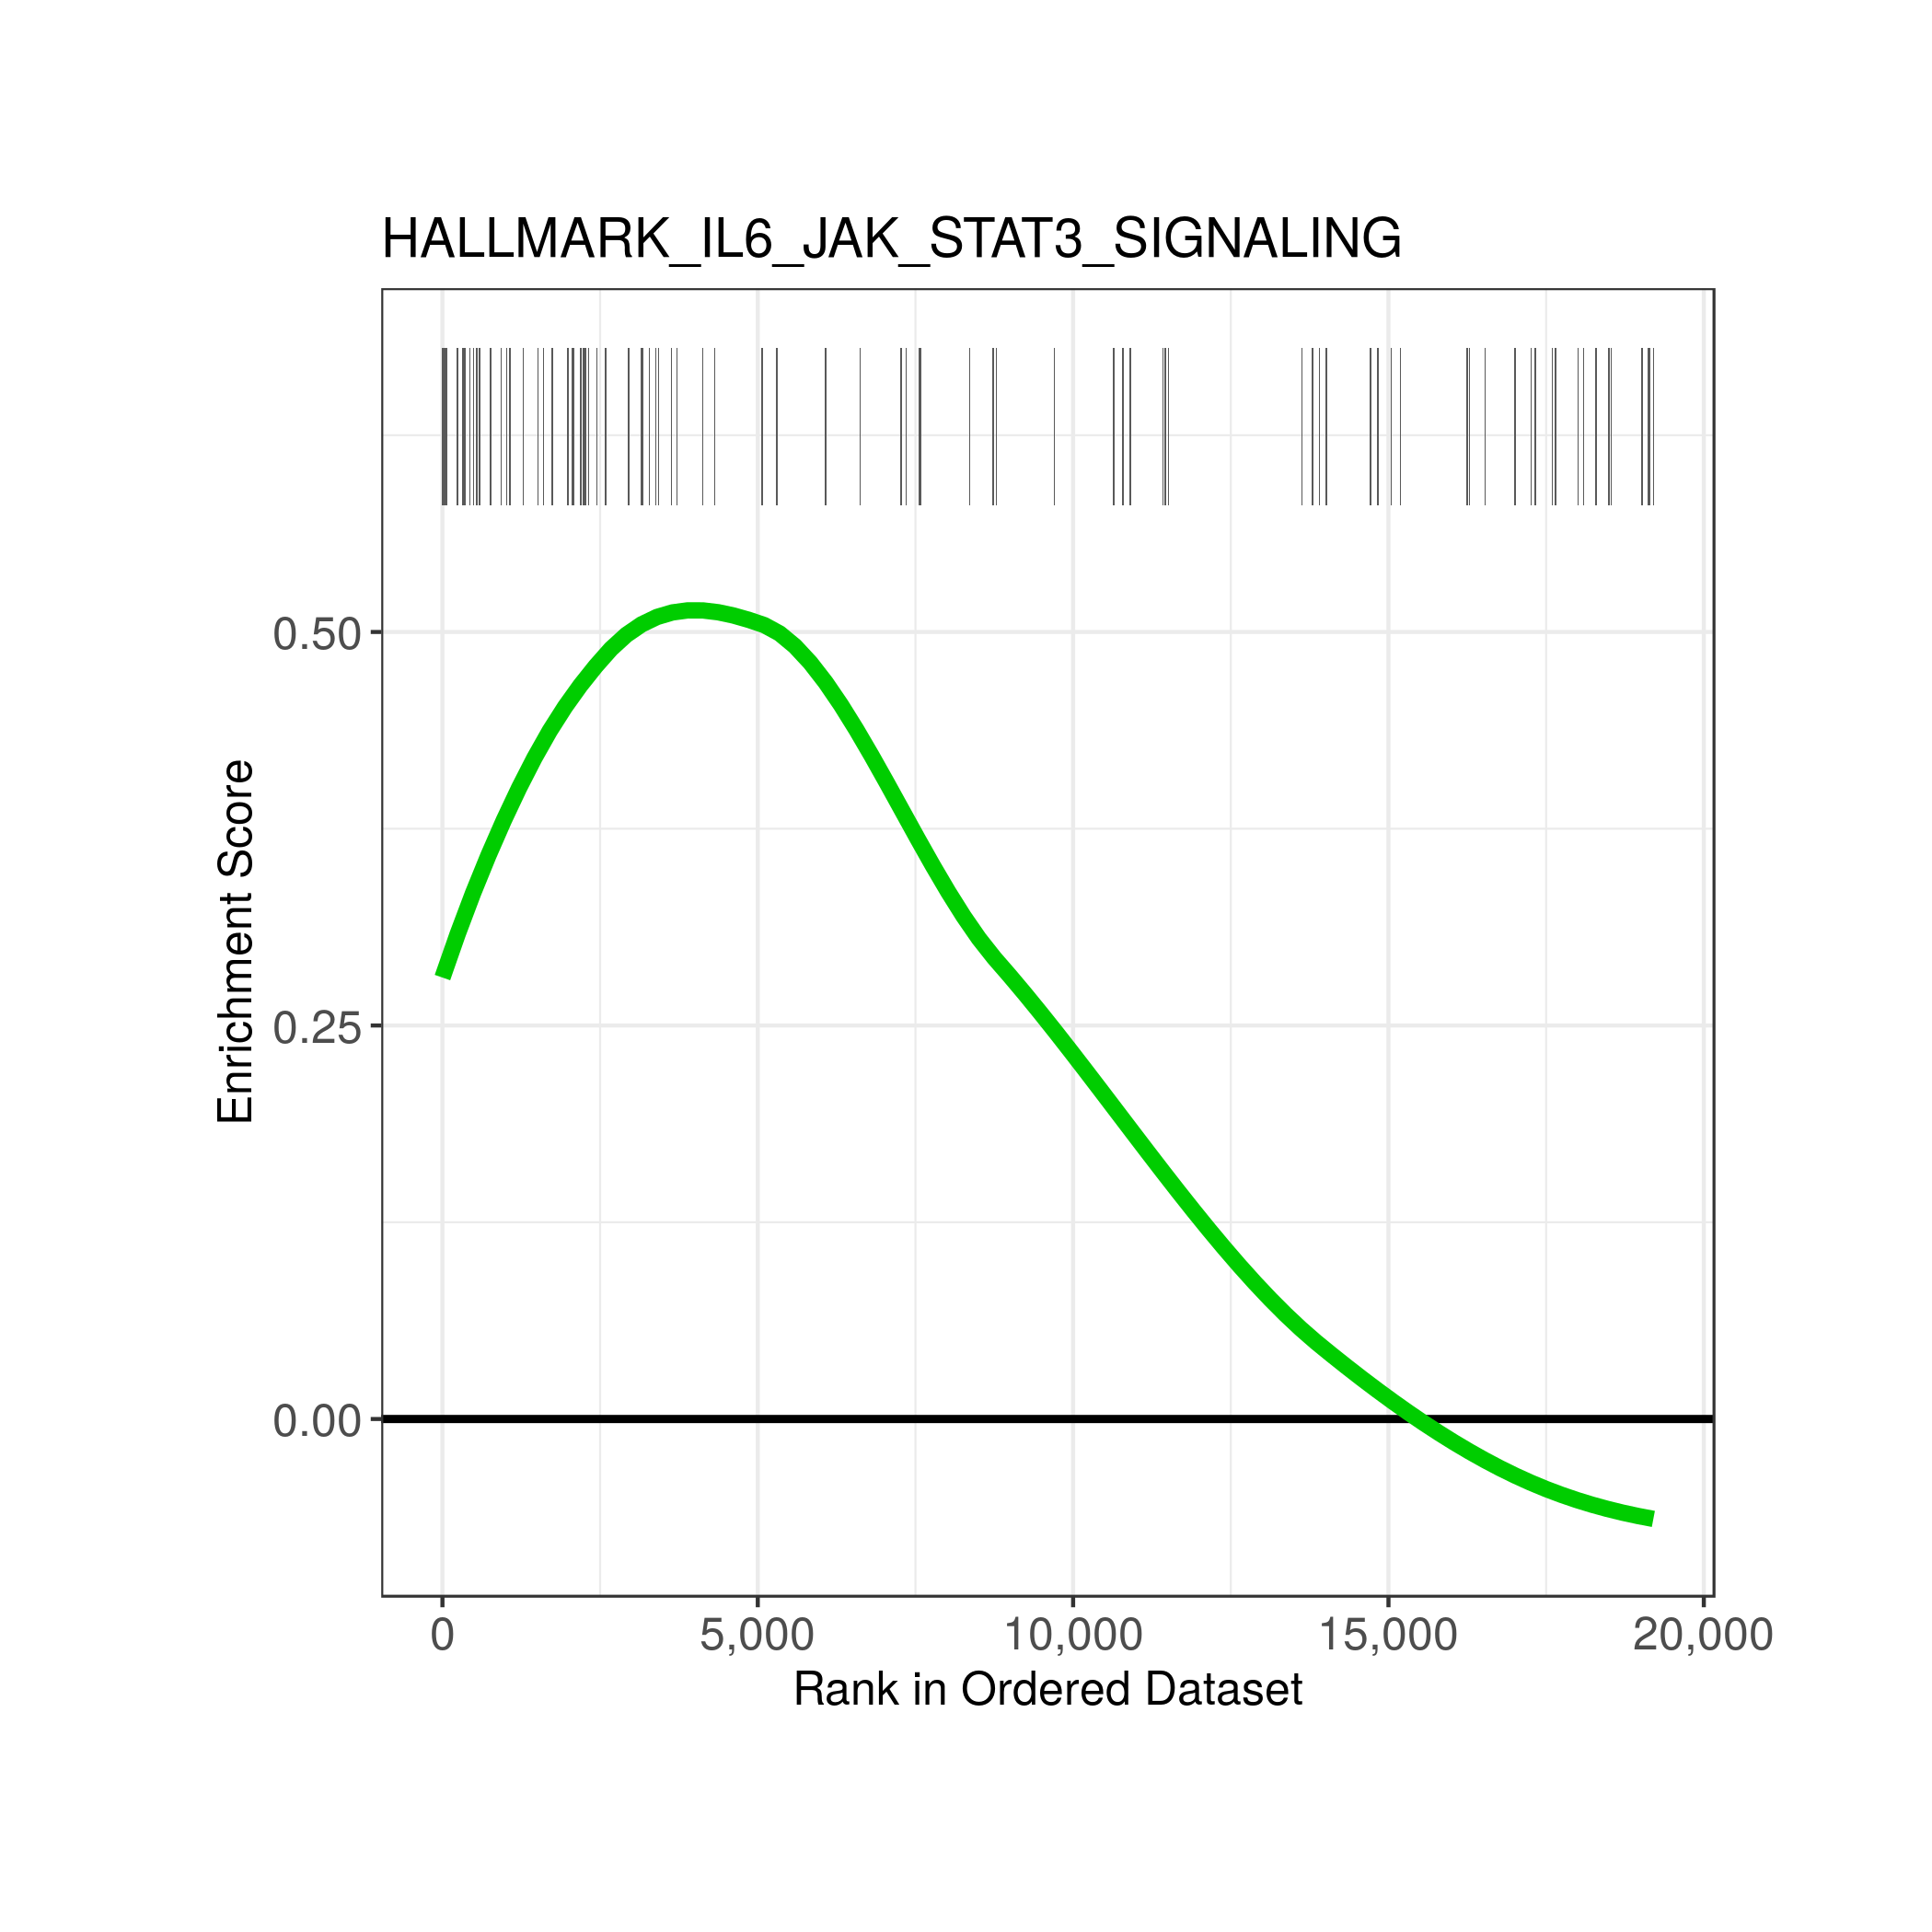 HALLMARK_IL6_JAK_STAT3_SIGNALING
Enrichment Score
0.50
0.25
0.00
0
5,000
10,000
15,000
20,000
Rank in Ordered Dataset